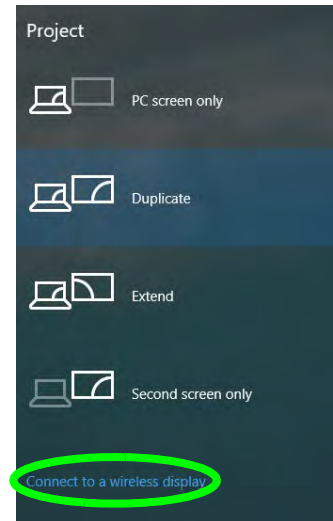 Project
PC screen only
Duplicate
Extend
Second screen only
Connect to a wireless display